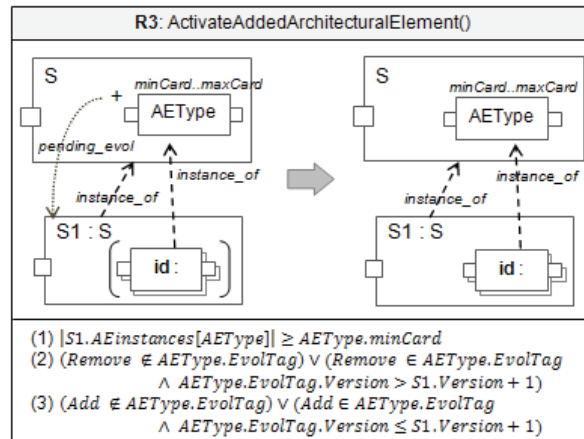 R3: ActivateAddedArchitecturalElement()
S
minCard..maxCard
+
AEType
pending_evol
instance_of
instance_of
S1 : S
id :
S
minCard..maxCard
AEType
instance_of
instance_of
S1 : S
id :
(1) |S1.AEinstances[AEType]| ≥ AEType.minCard
(2) (Remove ∉ AEType.EvolTag) ∨ (Remove ∈ AEType.EvolTag
∧ AEType.EvolTag.Version > S1.Version + 1)
(3) (Add ∉ AEType.EvolTag) ∨ (Add ∈ AEType.EvolTag
∧ AEType.EvolTag.Version ≤ S1.Version + 1)